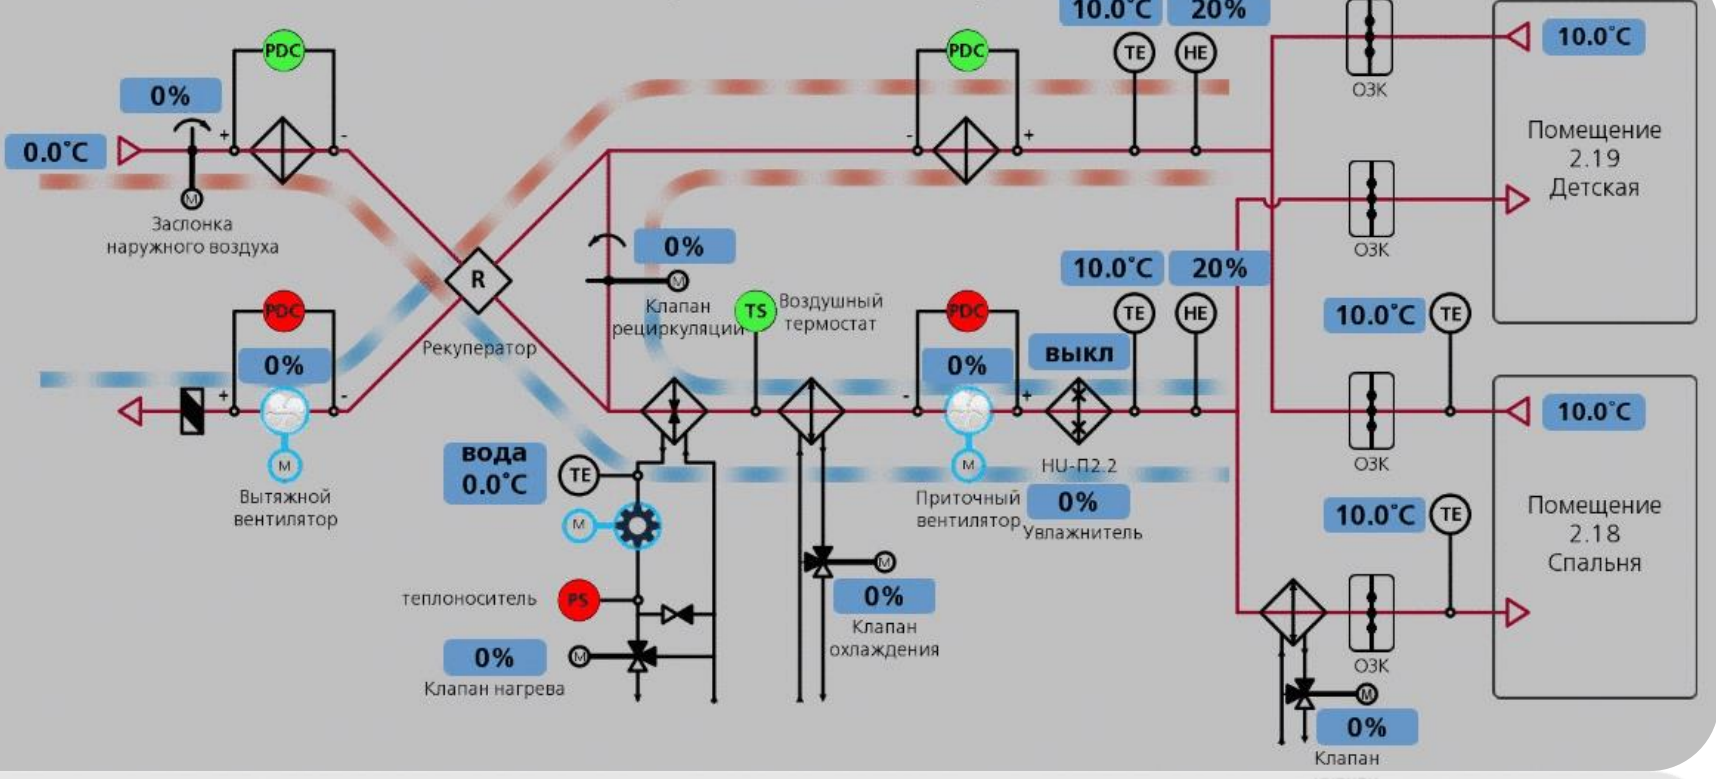 10.0°C
20%
PDC
PDC
TE
HE
10.0°C
0%
+
-
-
+
ОЗК
0.0°C
Помещение
2.19
Детская
M
Заслонка
наружного воздуха
ОЗК
0%
10.0°C
20%
R
M
Клапан
рециркуляции
TS
Воздушный
термостат
PDC
PDC
TE
HE
10.0°C
TE
Рекуператор
0%
0%
выкл
+
-
-
+
10.0°C
вода
0.0°C
TE
M
M
HU-П2.2
ОЗК
Вытяжной
вентилятор
Приточный
вентилятор
0%
Увлажнитель
10.0°C
TE
Помещение
2.18
Спальня
M
M
0%
Клапан
охлаждения
теплоноситель
PS
0%
M
Клапан нагрева
ОЗК
M
0%
Клапан